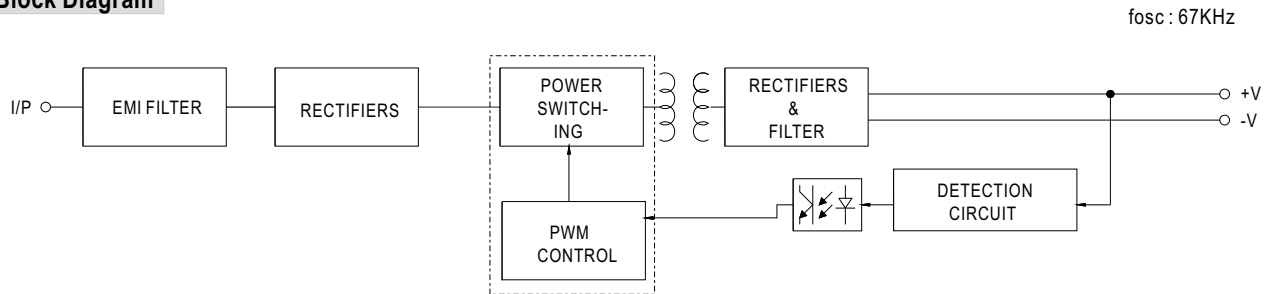 Block Diagram
fosc : 67KHz
I/P
EMI FILTER
RECTIFIERS
POWER
SWITCH-
ING
RECTIFIERS
&
FILTER
+V
-V
DETECTION
CIRCUIT
PWM
CONTROL